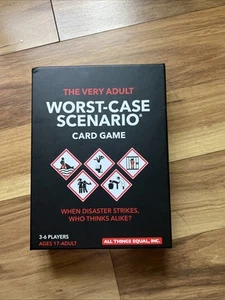 THE VERY ADULT
WORST-CASE
SCENARIO®
CARD GAME
WHEN DISASTER STRIKES,
WHO THINKS ALIKE?
3-6 PLAYERS
AGES 17-ADULT
ALL THINGS EQUAL, INC.